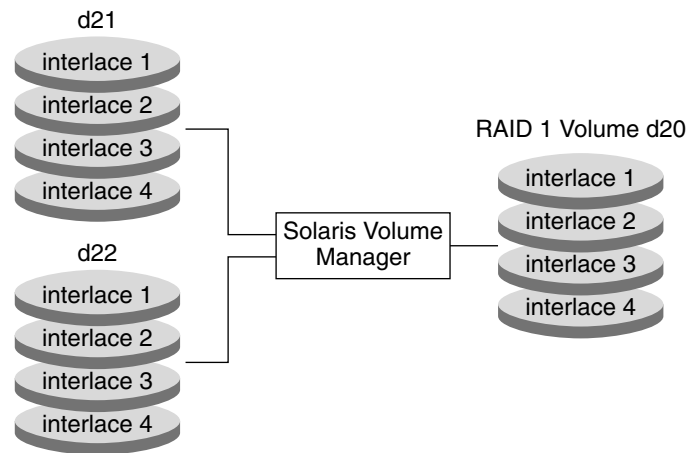 d21
interlace 1
interlace 2
interlace 3
interlace 4
d22
interlace 1
interlace 2
interlace 3
interlace 4
Solaris Volume
Manager
RAID 1 Volume d20
interlace 1
interlace 2
interlace 3
interlace 4